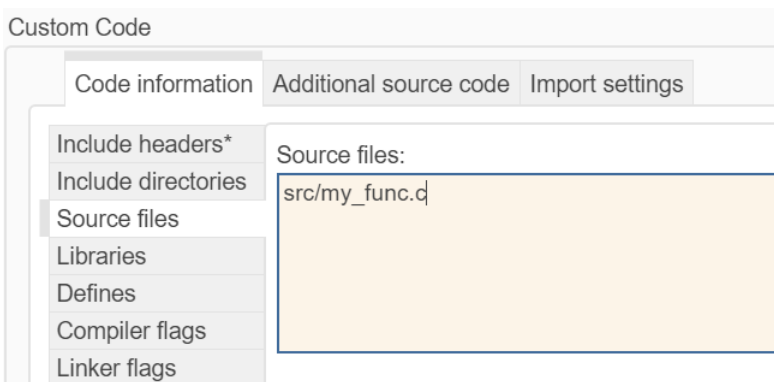 Custom Code
Code information Additional source code Import settings
Include headers*
Source files:
Include directories
src/my_func.c
Source files
Libraries
Defines
Compiler flags
Linker flags